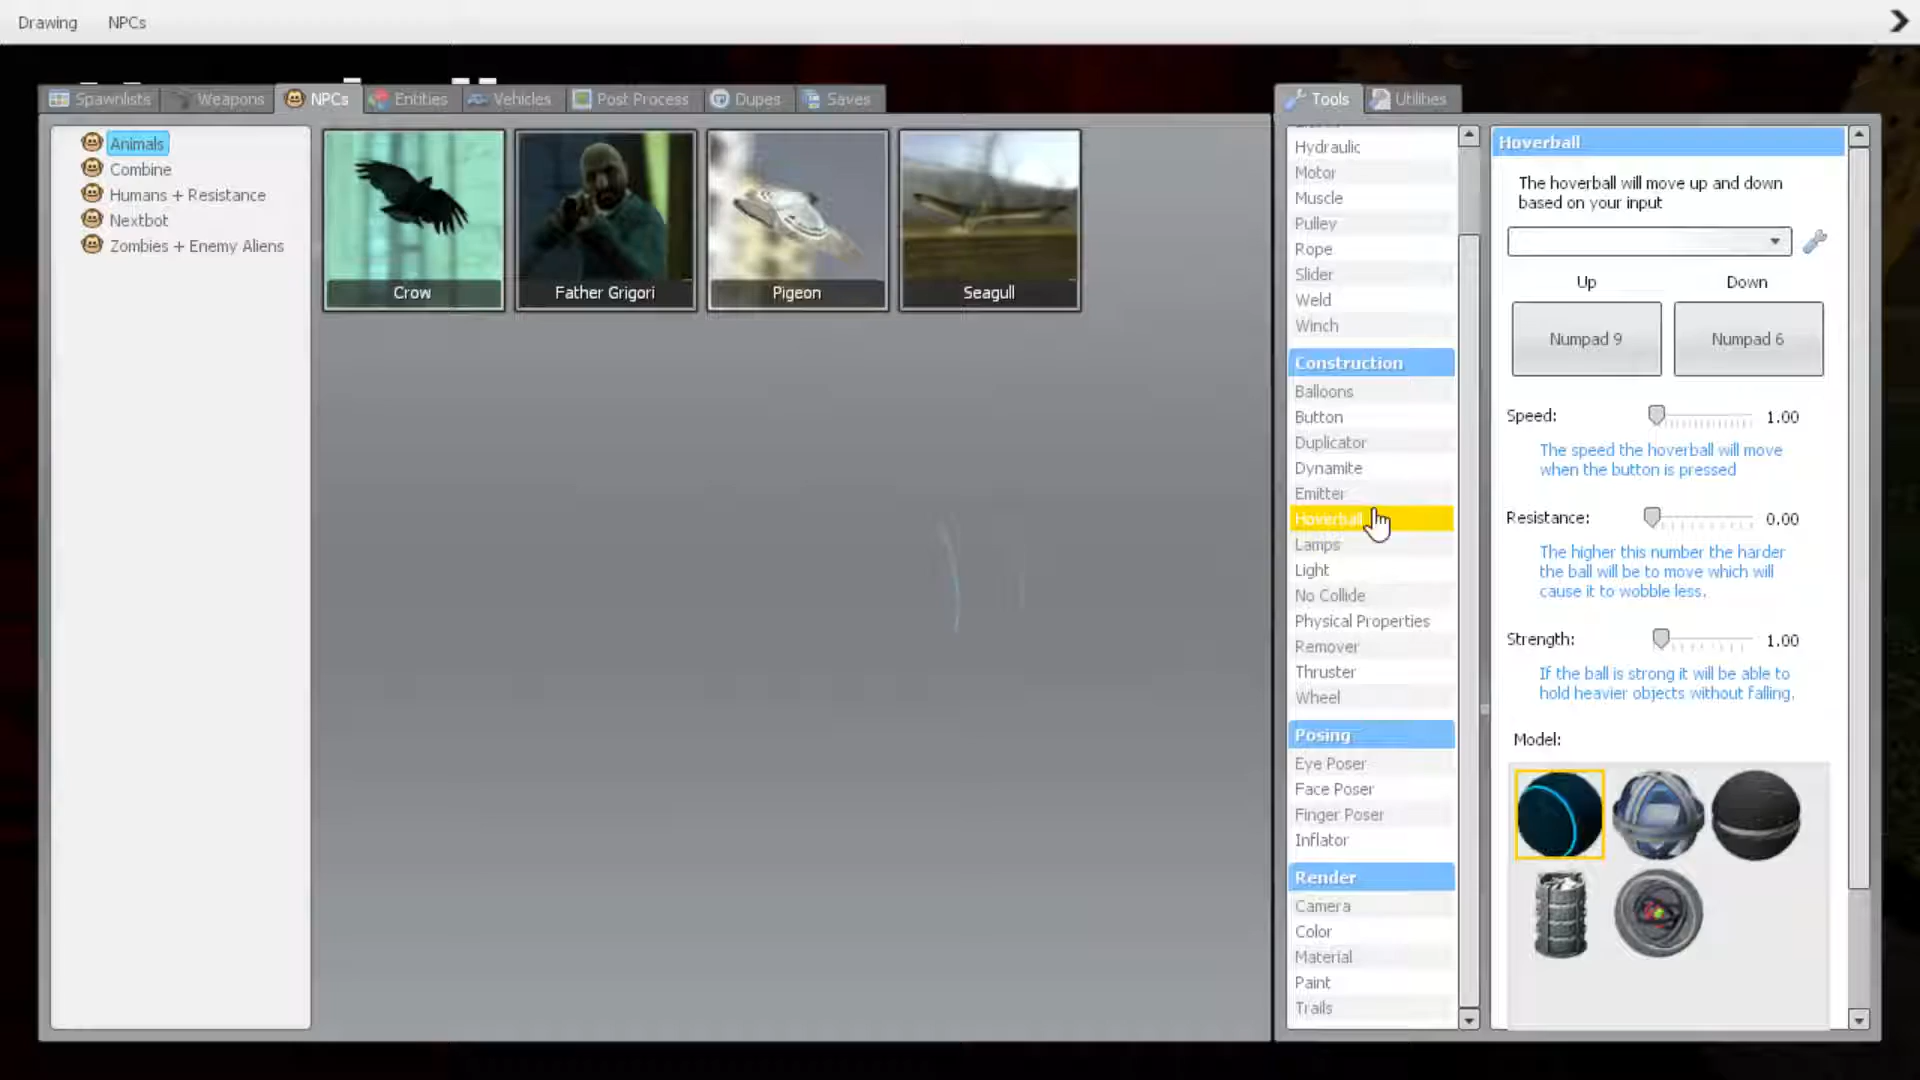 Drawing NPCs
Spawnlists Weapons NPCs Entities Vehicles Post Process Dupes Saves
Animals
Combine
Humans + Resistance
Nextbot
Zombies + Enemy Aliens
Crow
Father Grigori
Pigeon
Seagull
Tools Utilities
Hydraulic
Motor
Muscle
Pulley
Rope
Slider
Weld
Winch
Construction
Balloons
Button
Duplicator
Dynamite
Emitter
Hoverball
Lamps
Light
No Collide
Physical Properties
Remover
Thruster
Wheel
Posing
Eye Poser
Face Poser
Finger Poser
Inflator
Render
Camera
Color
Material
Paint
Trails
Hoverball
The hoverball will move up and down
based on your input
Up Down
Numpad 9 Numpad 6
Speed: 1.00
The speed the hoverball will move
when the button is pressed
Resistance: 0.00
The higher this number the harder
the ball will be to move which will
cause it to wobble less.
Strength: 1.00
If the ball is strong it will be able to
hold heavier objects without falling.
Model: